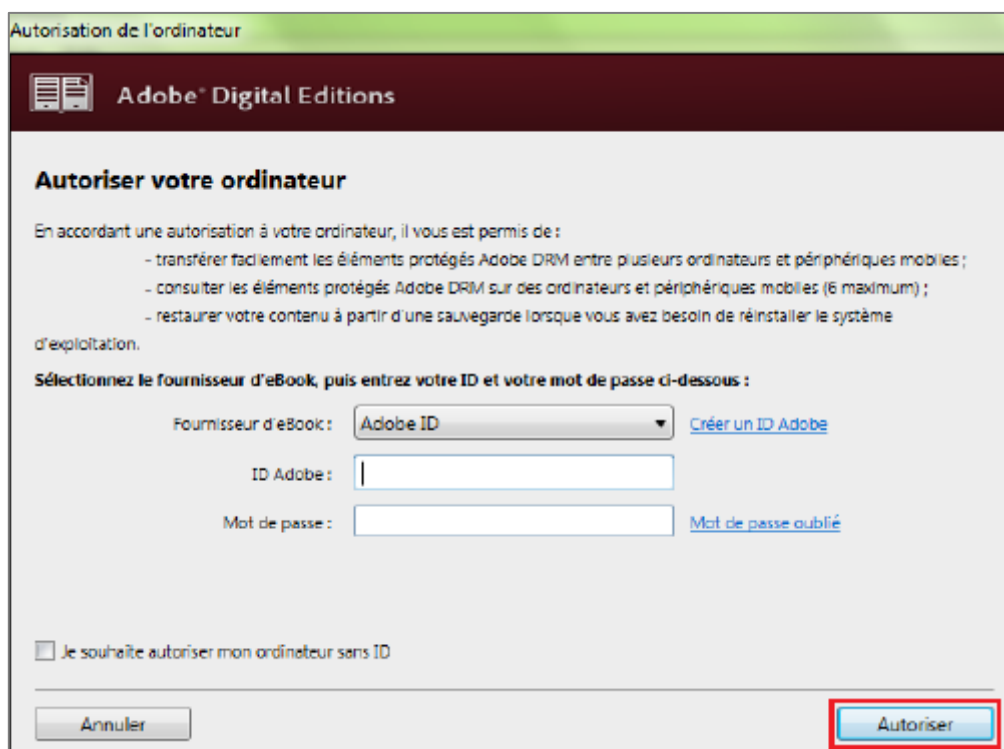 Autorisation de l'ordinateur
Adobe® Digital Editions
Autoriser votre ordinateur
En accordant une autorisation à votre ordinateur, il vous est permis de :
- transférer facilement les éléments protégés Adobe DRM entre plusieurs ordinateurs et périphériques mobiles ;
- consulter les éléments protégés Adobe DRM sur des ordinateurs et périphériques mobiles (6 maximum) ;
- restaurer votre contenu à partir d'une sauvegarde lorsque vous avez besoin de réinstaller le système
d'exploitation.
Sélectionnez le fournisseur d'eBook, puis entrez votre ID et votre mot de passe ci-dessous :
Fournisseur d'eBook : Adobe ID Créer un ID Adobe
ID Adobe :
Mot de passe : Mot de passe oublié
Je souhaite autoriser mon ordinateur sans ID
Annuler Autoriser